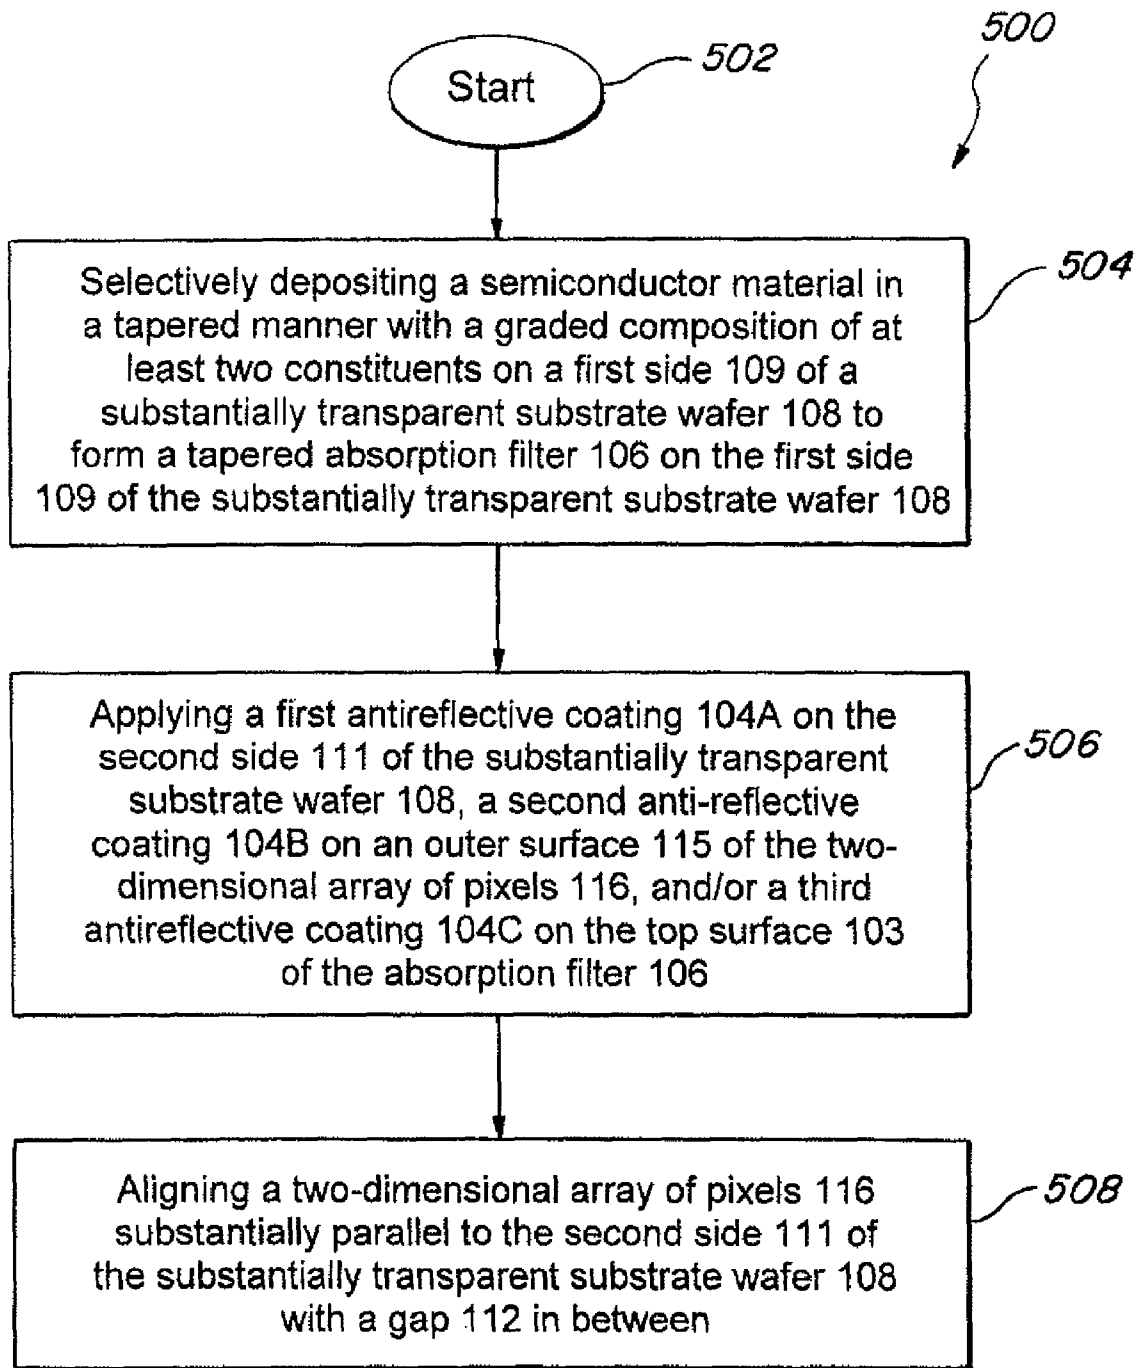 500
502
Start
504
Selectively depositing a semiconductor material in
a tapered manner with a graded composition of at
least two constituents on a first side 109 of a
substantially transparent substrate wafer 108 to
form a tapered absorption filter 106 on the first side
109 of the substantially transparent substrate wafer 108
506
Applying a first antireflective coating 104A on the
second side 111 of the substantially transparent
substrate wafer 108, a second anti-reflective
coating 104B on an outer surface 115 of the two-
dimensional array of pixels 116, and/or a third
antireflective coating 104C on the top surface 103
of the absorption filter 106
508
Aligning a two-dimensional array of pixels 116
substantially parallel to the second side 111 of
the substantially transparent substrate wafer 108
with a gap 112 in between